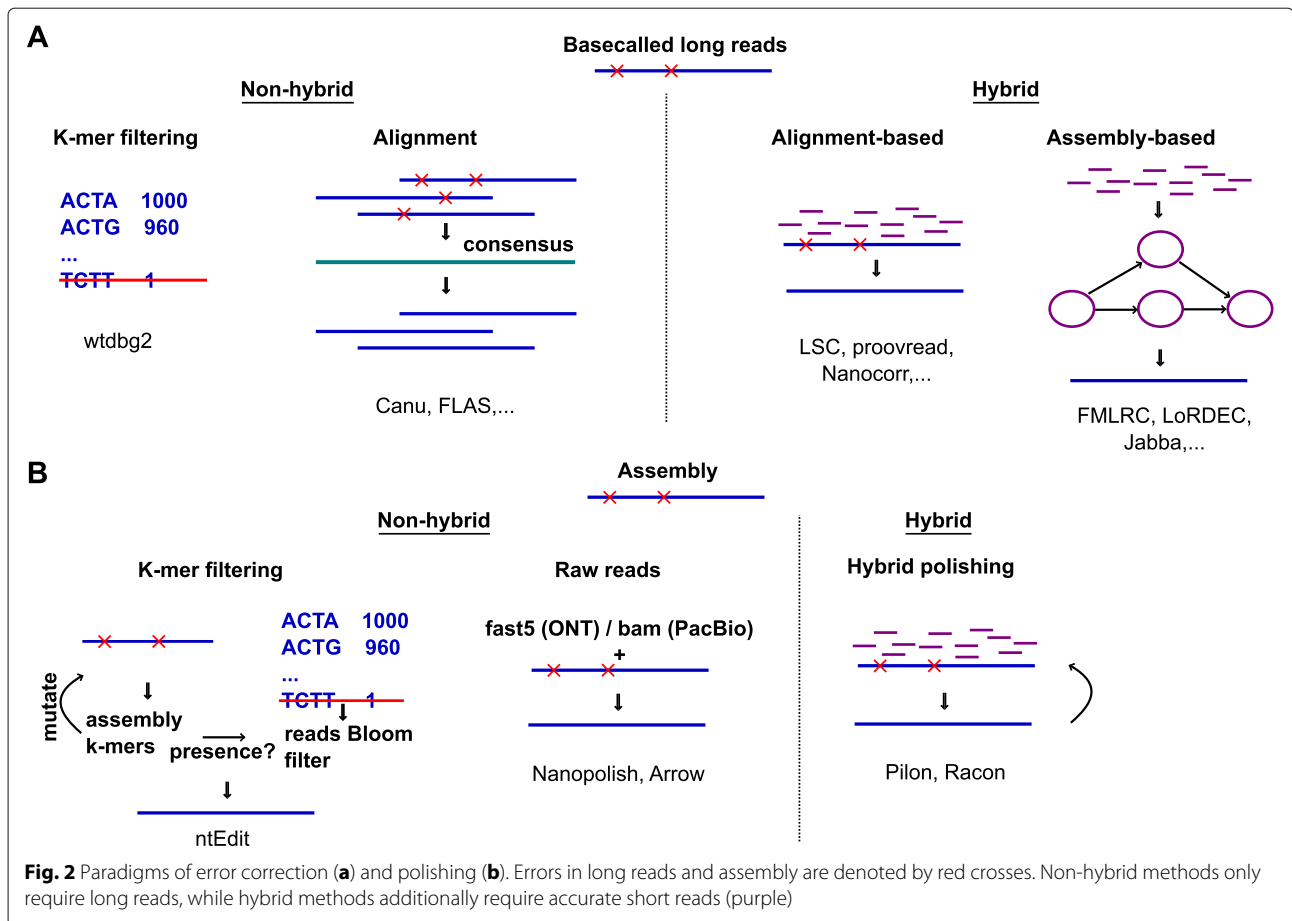 A
Basecalled long reads
Non-hybrid
Hybrid
K-mer filtering
Alignment
Alignment-based
Assembly-based
ACTA 1000
ACTG 960
...
TCTT 1
consensus
wtdbg2
Canu, FLAS,...
LSC, proovread,
Nanocorr,...
FMLRC, LoRDEC,
Jabba,...
B
Assembly
Non-hybrid
Hybrid
K-mer filtering
Raw reads
Hybrid polishing
ACTA 1000
ACTG 960
...
TCTT 1
mutate
assembly
k-mers
presence?
reads Bloom
filter
ntEdit
fast5 (ONT) / bam (PacBio)
+
Nanopolish, Arrow
Pilon, Racon
Fig. 2 Paradigms of error correction (a) and polishing (b). Errors in long reads and assembly are denoted by red crosses. Non-hybrid methods only
require long reads, while hybrid methods additionally require accurate short reads (purple)